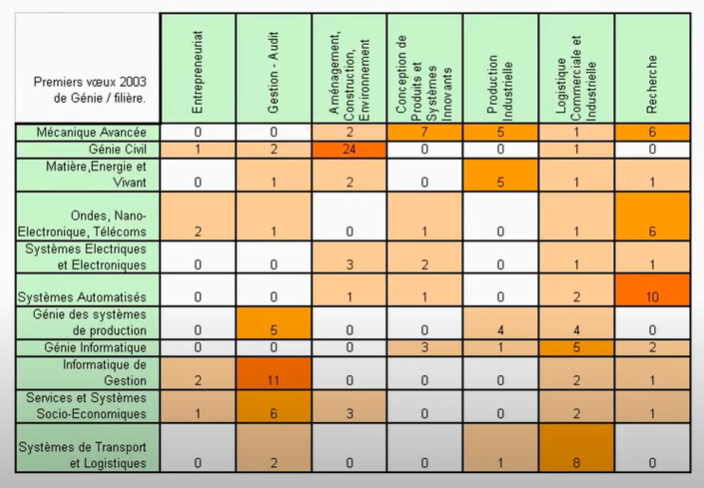 Premiers vœux 2003
de Génie / filière.
Entrepreneuriat
Gestion - Audit
Aménagement,
Construction,
Environnement
Conception de
Produits et
Systèmes
Innovants
Production
Industrielle
Logistique
Commerciale et
Industrielle
Recherche
Mécanique Avancée 0 0 2 7 5 1 6
Génie Civil 1 2 24 0 0 1 0
Matière,Energie et
Vivant 0 1 2 0 5 1 1
Ondes, Nano-
Electronique, Télécoms 2 1 0 1 0 1 6
Systèmes Electriques
et Electroniques 0 0 3 2 0 1 1
Systèmes Automatisés 0 0 1 1 0 2 10
Génie des systèmes
de production 0 5 0 0 4 4 0
Génie Informatique 0 0 0 3 1 5 2
Informatique de
Gestion 2 11 0 0 0 2 1
Services et Systèmes
Socio-Economiques 1 6 3 0 0 2 1
Systèmes de Transport
et Logistiques 0 2 0 0 1 8 0